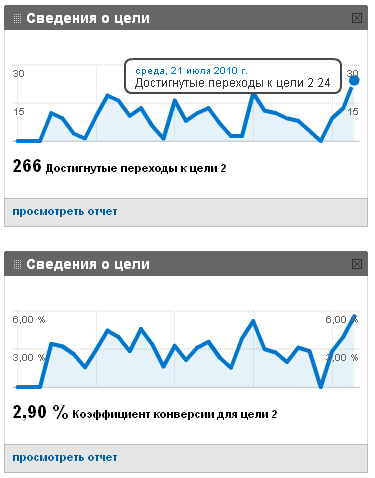 Сведения о цели
среда, 21 июля 2010 г.
Достигнутые переходы к цели 2 24
30 30
15 15
266 Достигнутые переходы к цели 2
просмотреть отчет
Сведения о цели
6,00 % 6,00 %
3,00 % 3,00 %
2,90 % Коэффициент конверсии для цели 2
просмотреть отчет